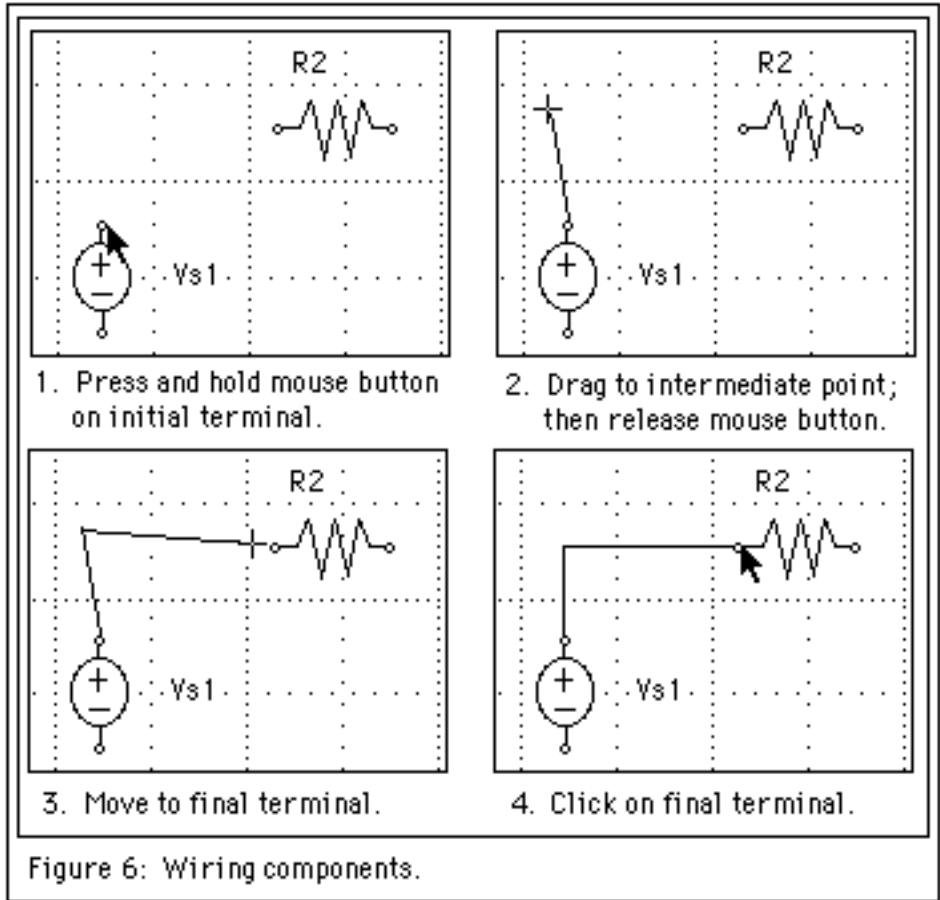 R2
+
−
Vs1
1. Press and hold mouse button
on initial terminal.
R2
+
−
Vs1
2. Drag to intermediate point;
then release mouse button.
R2
+
−
Vs1
3. Move to final terminal.
R2
+
−
Vs1
4. Click on final terminal.
Figure 6: Wiring components.